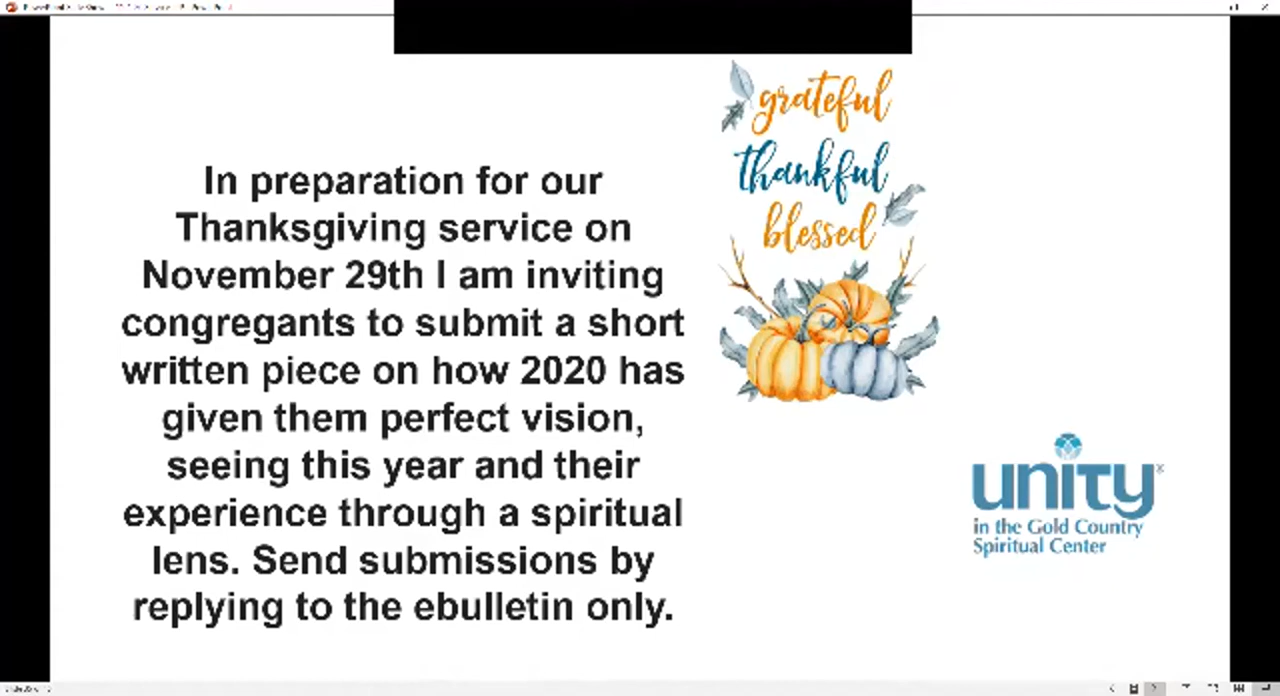 grateful
thankful
blessed
In preparation for our
Thanksgiving service on
November 29th I am inviting
congregants to submit a short
written piece on how 2020 has
given them perfect vision,
seeing this year and their
experience through a spiritual
lens. Send submissions by
replying to the ebulletin only.
unity®
in the Gold Country
Spiritual Center